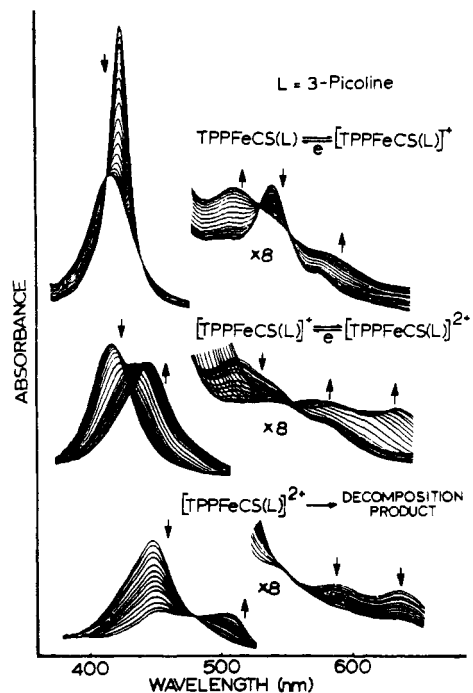 L = 3-Picoline
TPPFeCS(L) ⇌ [TPPFeCS(L)]⁺
e
×8
[TPPFeCS(L)]⁺ ⇌ [TPPFeCS(L)]²⁺
e
×8
[TPPFeCS(L)]²⁺ → DECOMPOSITION
PRODUCT
×8
ABSORBANCE
400 500 600
WAVELENGTH (nm)